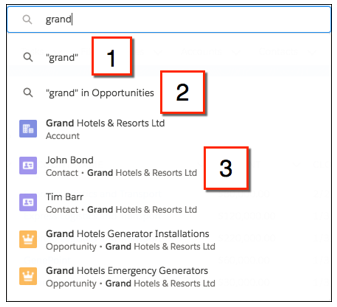 grand
"grand"
1
"grand" in Opportunities
2
Grand Hotels & Resorts Ltd
Account
John Bond
Contact • Grand Hotels & Resorts Ltd
3
Tim Barr
Contact • Grand Hotels & Resorts Ltd
Grand Hotels Generator Installations
Opportunity • Grand Hotels & Resorts Ltd
Grand Hotels Emergency Generators
Opportunity • Grand Hotels & Resorts Ltd